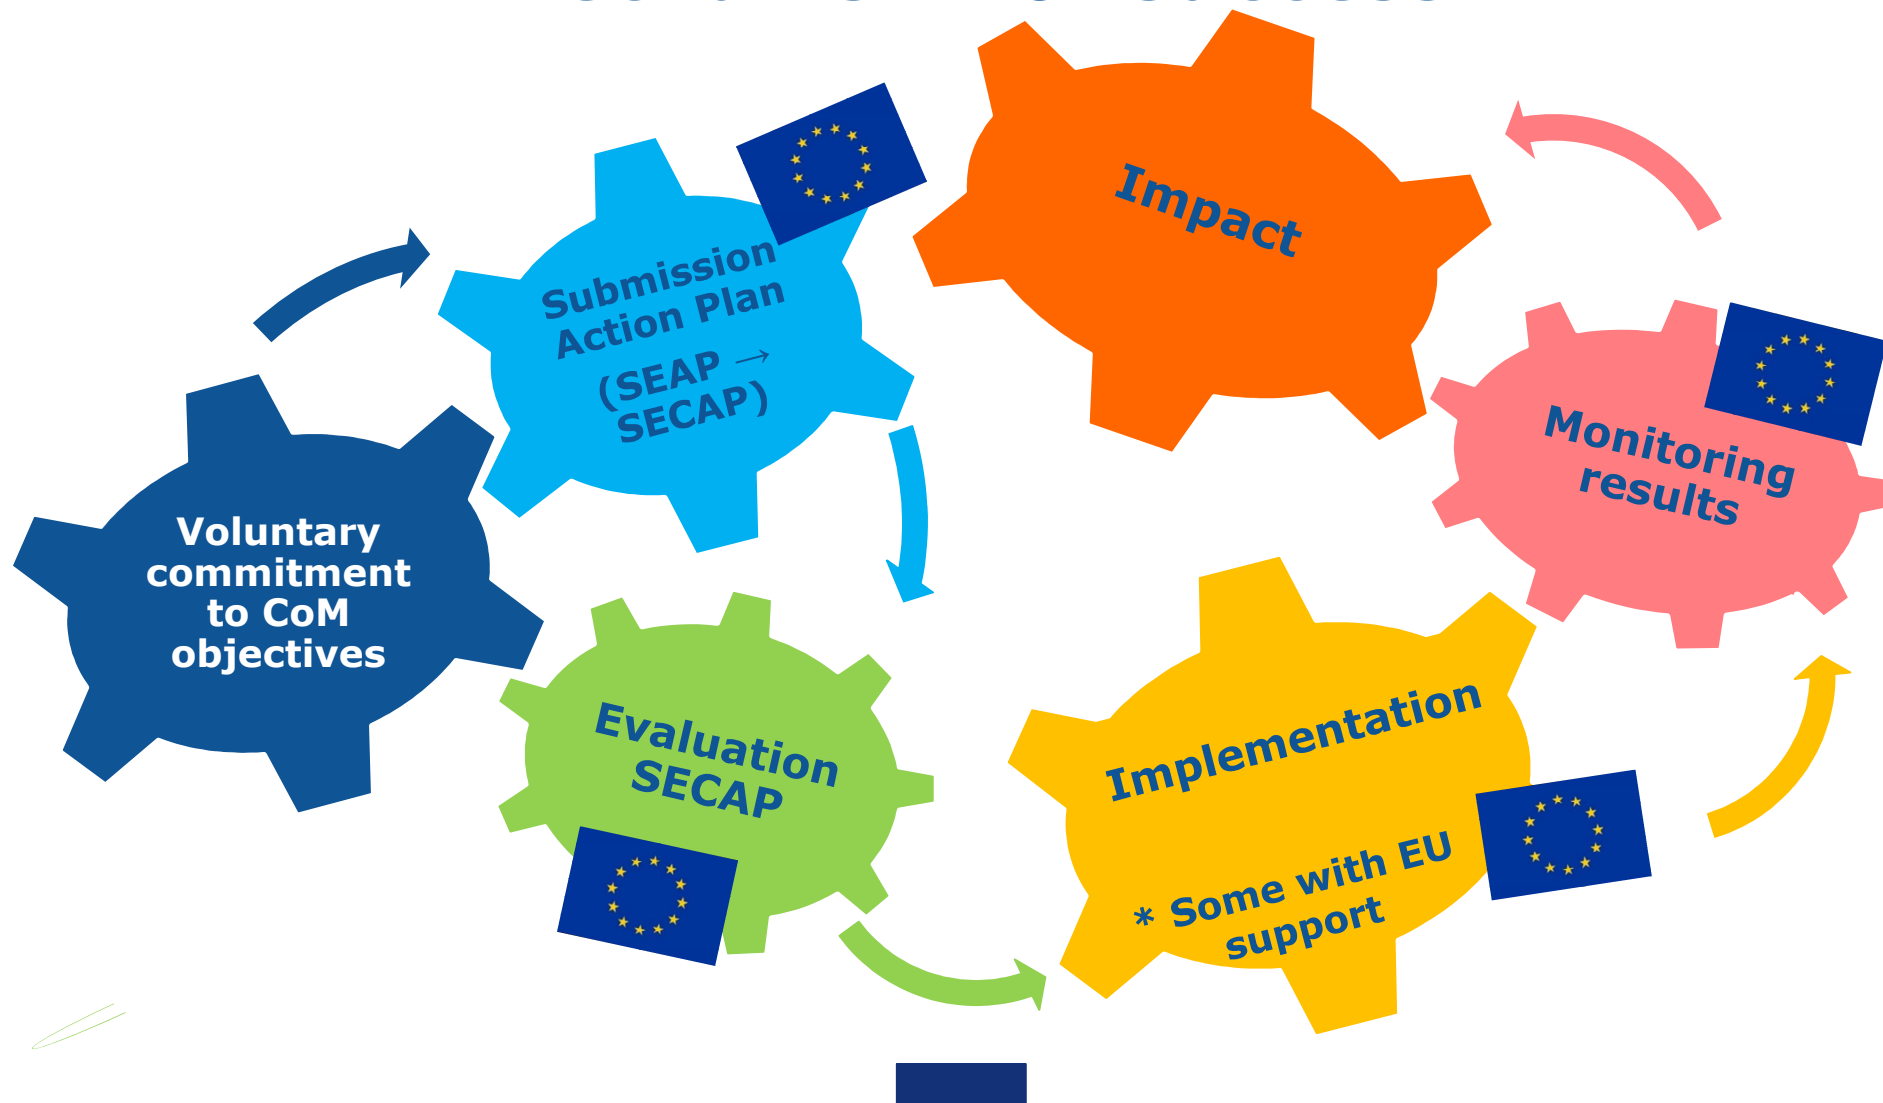 Voluntary
commitment
to CoM
objectives
Submission
Action Plan
(SEAP →
SECAP)
Evaluation
SECAP
Implementation
* Some with EU
support
Monitoring
results
Impact